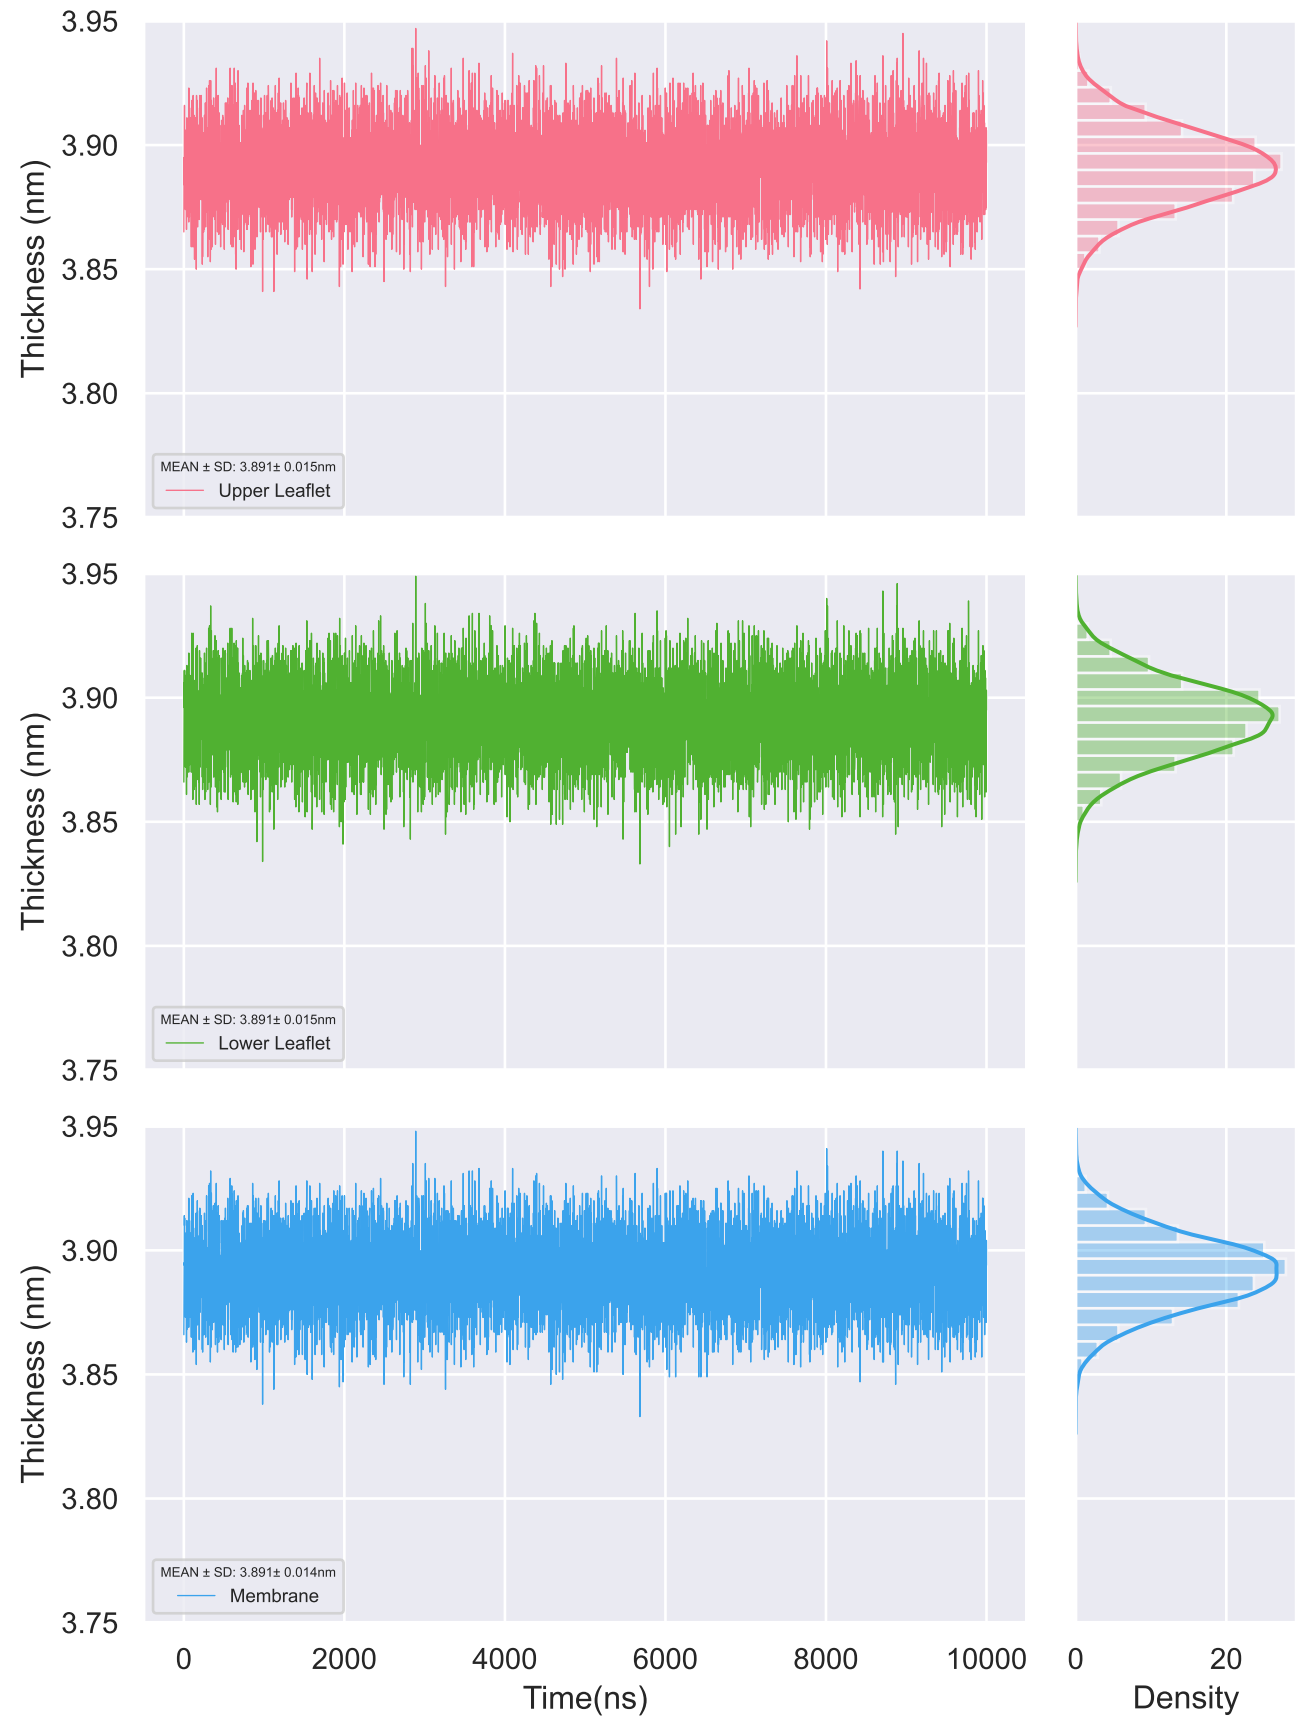 3.95
3.90
3.85
3.80
3.75
Thickness (nm)
MEAN ± SD: 3.891± 0.015nm
Upper Leaflet
3.95
3.90
3.85
3.80
3.75
Thickness (nm)
MEAN ± SD: 3.891± 0.015nm
Lower Leaflet
3.95
3.90
3.85
3.80
3.75
Thickness (nm)
MEAN ± SD: 3.891± 0.014nm
Membrane
0 2000 4000 6000 8000 10000
Time(ns)
0 20
Density